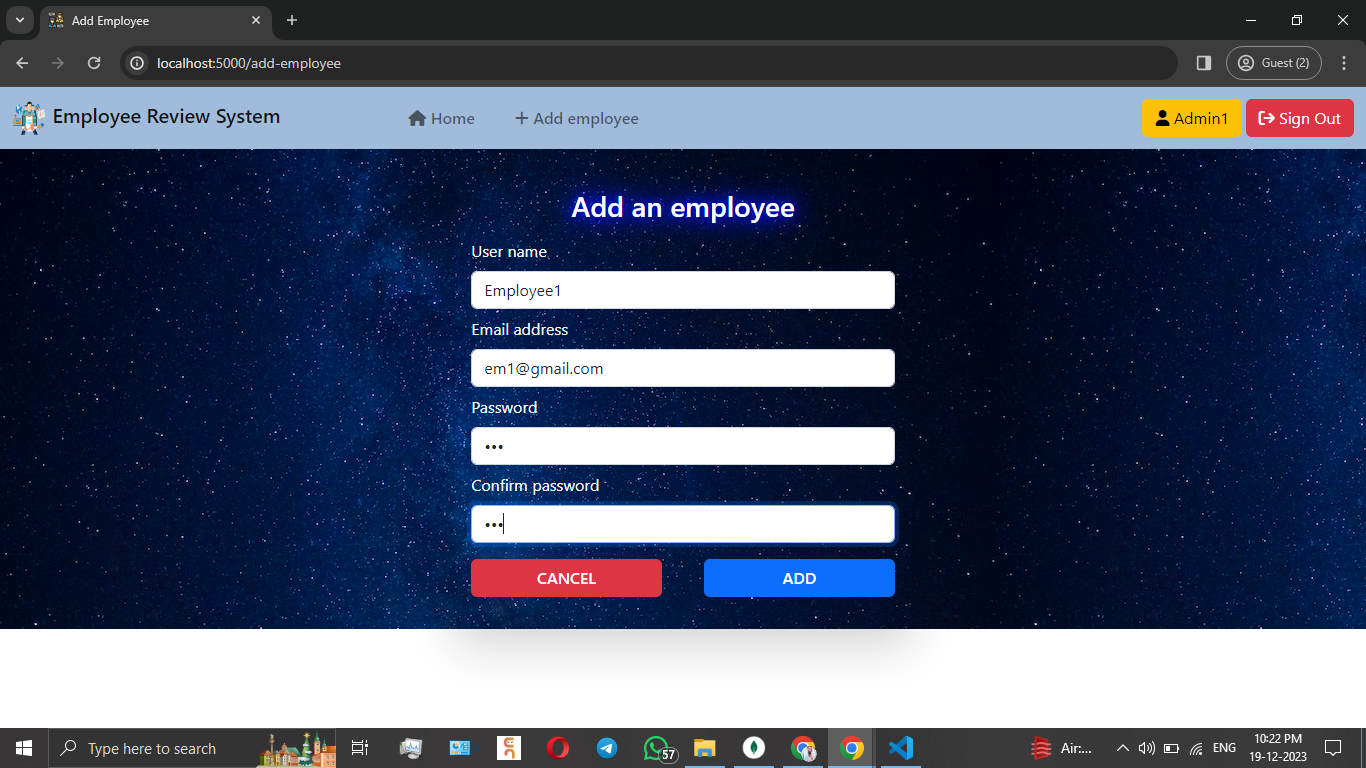 Add Employee
localhost:5000/add-employee
Guest (2)
Employee Review System
Home
Add employee
Admin1
Sign Out
Add an employee
User name
Employee1
Email address
em1@gmail.com
Password
•••
Confirm password
•••
CANCEL
ADD
Type here to search
57
Air:...
ENG
10:22 PM
19-12-2023